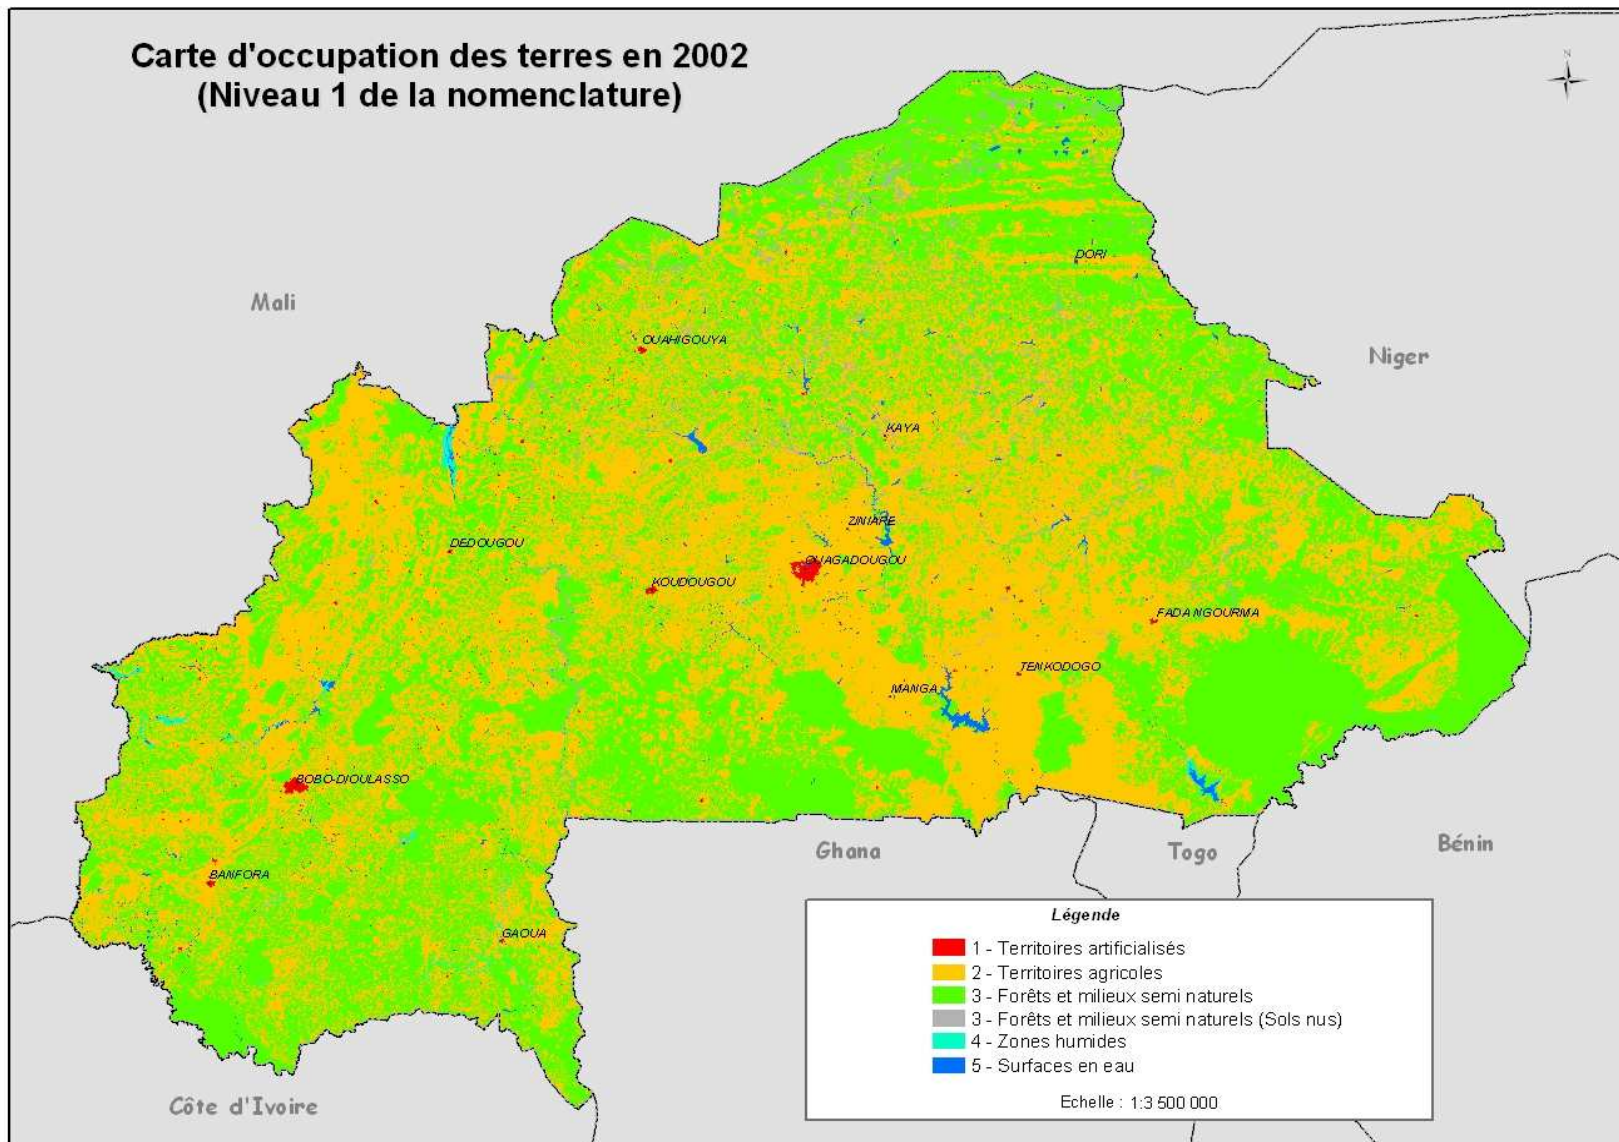 Carte d'occupation des terres en 2002
(Niveau 1 de la nomenclature)
N
Mali
DORI
OUAHIGOUYA
Niger
KAYA
ZINIARE
DEDOUGOU
OUAGADOUGOU
KOUDOUGOU
FADA NGOURMA
TENKODOGO
MANGA
BOBO-DIOULASSO
Ghana
Togo
Bénin
BANFORA
GAOUA
Côte d'Ivoire
Légende
1 - Territoires artificialisés
2 - Territoires agricoles
3 - Forêts et milieux semi naturels
3 - Forêts et milieux semi naturels (Sols nus)
4 - Zones humides
5 - Surfaces en eau
Echelle : 1:3 500 000